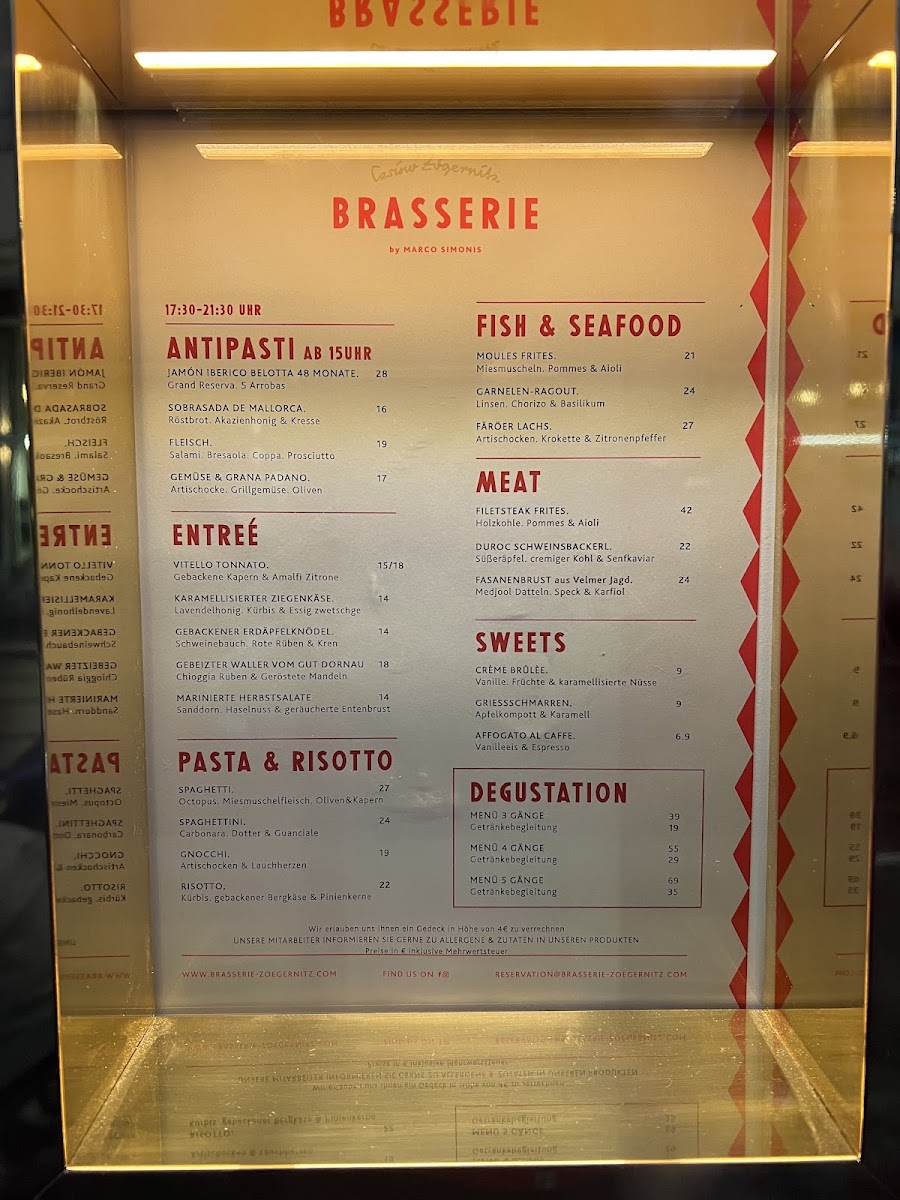 Casino Zögernitz
BRASSERIE
by MARCO SIMONIS
17:30-21:30 UHR
ANTIPASTI AB 15UHR
JAMÓN IBERICO BELOTTA 48 MONATE. 28
Grand Reserva. 5 Arrobas
SOBRASADA DE MALLORCA. 16
Röstbrot. Akazienhonig & Kresse
FLEISCH. 19
Salami. Bresaola. Coppa. Prosciutto
GEMÜSE & GRANA PADANO. 17
Artischocke. Grillgemüse. Oliven
ENTREÉ
VITELLO TONNATO. 15/18
Gebackene Kapern & Amalfi Zitrone
KARAMELLISIERTER ZIEGENKÄSE. 14
Lavendelhonig. Kürbis & Essig zwetschge
GEBACKENER ERDÄPFELKNÖDEL. 14
Schweinebauch. Rote Rüben & Kren
GEBEIZTER WALLER VOM GUT DORNAU 18
Chioggia Rüben & Geröstete Mandeln
MARINIERTE HERBSTSALATE. 14
Sanddorn. Haselnuss & geräucherte Entenbrust
PASTA & RISOTTO
SPAGHETTI. 27
Octopus. Miesmuschelfleisch. Oliven&Kapern
SPAGHETTINI. 24
Carbonara. Dotter & Guanciale
GNOCCHI. 19
Artischocken & Lauchherzen
RISOTTO. 22
Kürbis. gebackener Bergkäse & Pinienkerne
FISH & SEAFOOD
MOULES FRITES. 21
Miesmuscheln. Pommes & Aioli
GARNELEN-RAGOUT. 24
Linsen. Chorizo & Basilikum
FÄRÖER LACHS. 27
Artischocken. Krokette & Zitronenpfeffer
MEAT
FILETSTEAK FRITES. 42
Holzkohle. Pommes & Aioli
DUROC SCHWEINSBACKERL. 22
Süßeräpfel. cremiger Kohl & Senfkaviar
FASANENBRUST aus Velmer Jagd. 24
Medjool Datteln. Speck & Karfiol
SWEETS
CRÈME BRÛLÈE. 9
Vanille. Früchte & karamellisierte Nüsse
GRIESSSCHMARREN. 9
Apfelkompott & Karamell
AFFOGATO AL CAFFE. 6.9
Vanilleeis & Espresso
DEGUSTATION
MENÜ 3 GÄNGE 39
Getränkebegleitung 19
MENÜ 4 GÄNGE 55
Getränkebegleitung 29
MENÜ 5 GÄNGE 69
Getränkebegleitung 35
Wir erlauben uns Ihnen ein Gedeck in Höhe von 4€ zu verrechnen
UNSERE MITARBEITER INFORMIEREN SIE GERNE ZU ALLERGENE & ZUTATEN IN UNSEREN PRODUKTEN
Preise in € inklusive Mehrwertsteuer
WWW.BRASSERIE-ZOEGERNITZ.COM FIND US ON RESERVATION@BRASSERIE-ZOEGERNITZ.COM